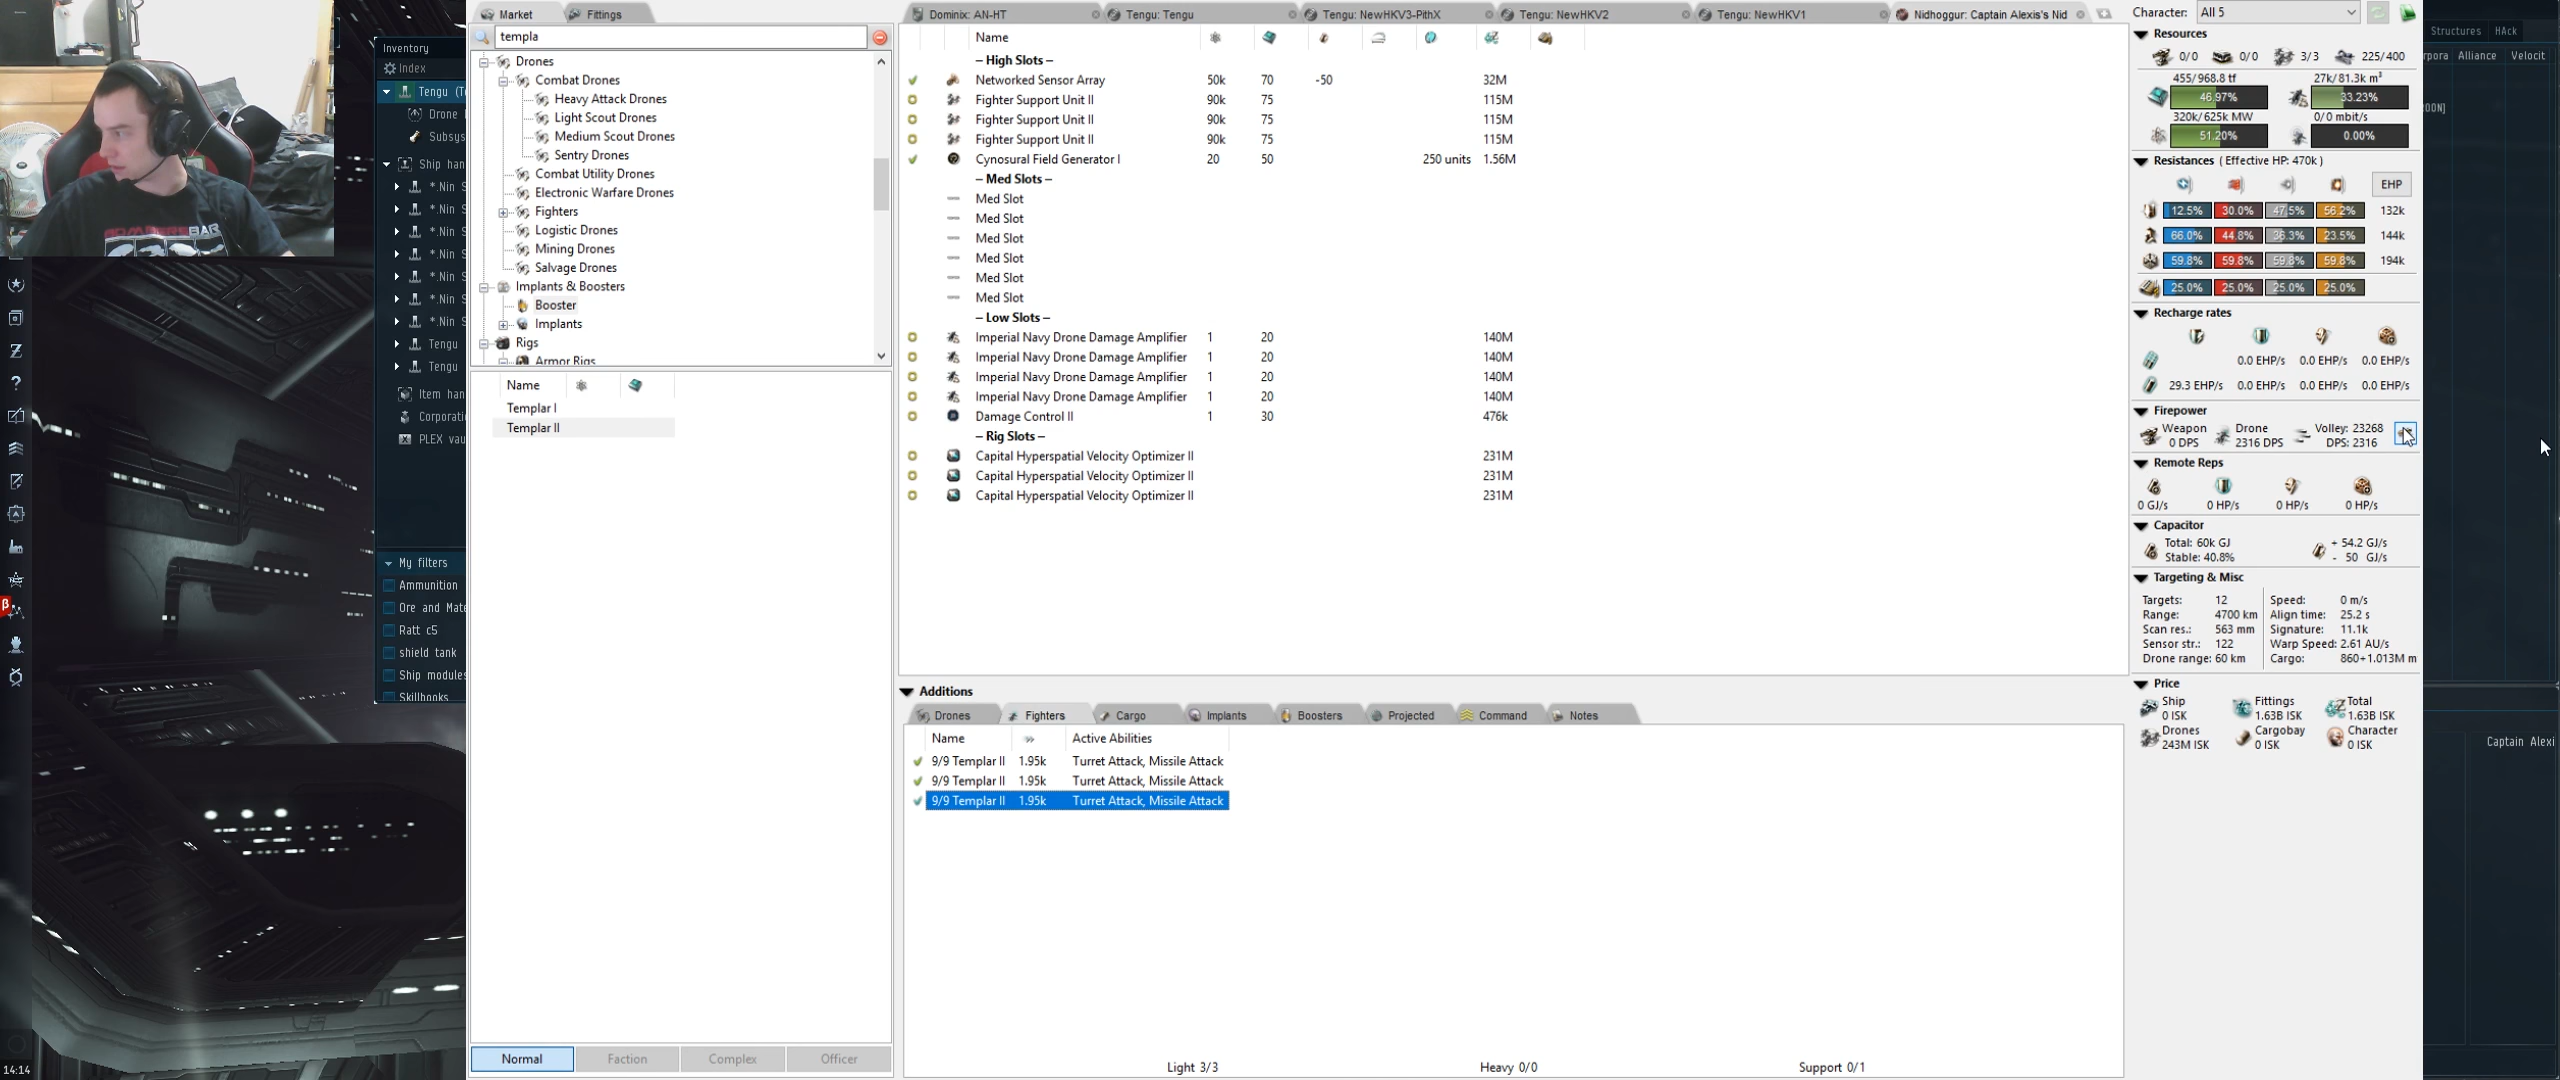 Inventory
Index
Tengu (T
Drone
Subsys
Ship han
*.Nin S
*.Nin S
*.Nin S
*.Nin S
*.Nin S
*.Nin S
*.Nin S
Tengu
Tengu
Item han
Corporati
PLEX vau
My filters
Ammunition
Ore and Mate
Ratt c5
shield tank
Ship modules
Skillbooks
β
14:14
Market
Fittings
templa
Drones
Combat Drones
Heavy Attack Drones
Light Scout Drones
Medium Scout Drones
Sentry Drones
Combat Utility Drones
Electronic Warfare Drones
Fighters
Logistic Drones
Mining Drones
Salvage Drones
Implants & Boosters
Booster
Implants
Rigs
Armor Rigs
Name
Templar I
Templar II
Normal Faction Complex Officer
Dominix: AN-HT
Tengu: Tengu
Tengu: NewHKV3-PithX
Tengu: NewHKV2
Tengu: NewHKV1
Nidhoggur: Captain Alexis's Nid
Name
– High Slots –
Networked Sensor Array 50k 70 -50 32M
Fighter Support Unit II 90k 75 115M
Fighter Support Unit II 90k 75 115M
Fighter Support Unit II 90k 75 115M
Cynosural Field Generator I 20 50 250 units 1.56M
– Med Slots –
Med Slot
Med Slot
Med Slot
Med Slot
Med Slot
Med Slot
– Low Slots –
Imperial Navy Drone Damage Amplifier 1 20 140M
Imperial Navy Drone Damage Amplifier 1 20 140M
Imperial Navy Drone Damage Amplifier 1 20 140M
Imperial Navy Drone Damage Amplifier 1 20 140M
Damage Control II 1 30 476k
– Rig Slots –
Capital Hyperspatial Velocity Optimizer II 231M
Capital Hyperspatial Velocity Optimizer II 231M
Capital Hyperspatial Velocity Optimizer II 231M
Additions
Drones Fighters Cargo Implants Boosters Projected Command Notes
Name Active Abilities
9/9 Templar II 1.95k Turret Attack, Missile Attack
9/9 Templar II 1.95k Turret Attack, Missile Attack
9/9 Templar II 1.95k Turret Attack, Missile Attack
Light 3/3 Heavy 0/0 Support 0/1
Character: All 5
Resources
0/0 0/0 3/3 225/400
455/968.8 tf 27k/81.3k m³
46.97% 33.23%
320k/625k MW 0/0 mbit/s
51.20% 0.00%
Resistances ( Effective HP: 470k )
EHP
12.5% 30.0% 47.5% 56.2% 132k
66.0% 44.8% 36.3% 23.5% 144k
59.8% 59.8% 59.8% 59.8% 194k
25.0% 25.0% 25.0% 25.0%
Recharge rates
0.0 EHP/s 0.0 EHP/s 0.0 EHP/s
29.3 EHP/s 0.0 EHP/s 0.0 EHP/s 0.0 EHP/s
Firepower
Weapon Drone Volley: 23268
0 DPS 2316 DPS DPS: 2316
Remote Reps
0 GJ/s 0 HP/s 0 HP/s 0 HP/s
Capacitor
Total: 60k GJ + 54.2 GJ/s
Stable: 40.8% - 50 GJ/s
Targeting & Misc
Targets: 12 Speed: 0 m/s
Range: 4700 km Align time: 25.2 s
Scan res.: 563 mm Signature: 11.1k
Sensor str.: 122 Warp Speed: 2.61 AU/s
Drone range: 60 km Cargo: 860+1.013M m
Price
Ship Fittings Total
0 ISK 1.63B ISK 1.63B ISK
Drones Cargobay Character
243M ISK 0 ISK 0 ISK
Structures HAck
rpora Alliance Velocit
OON]
Captain Alexi